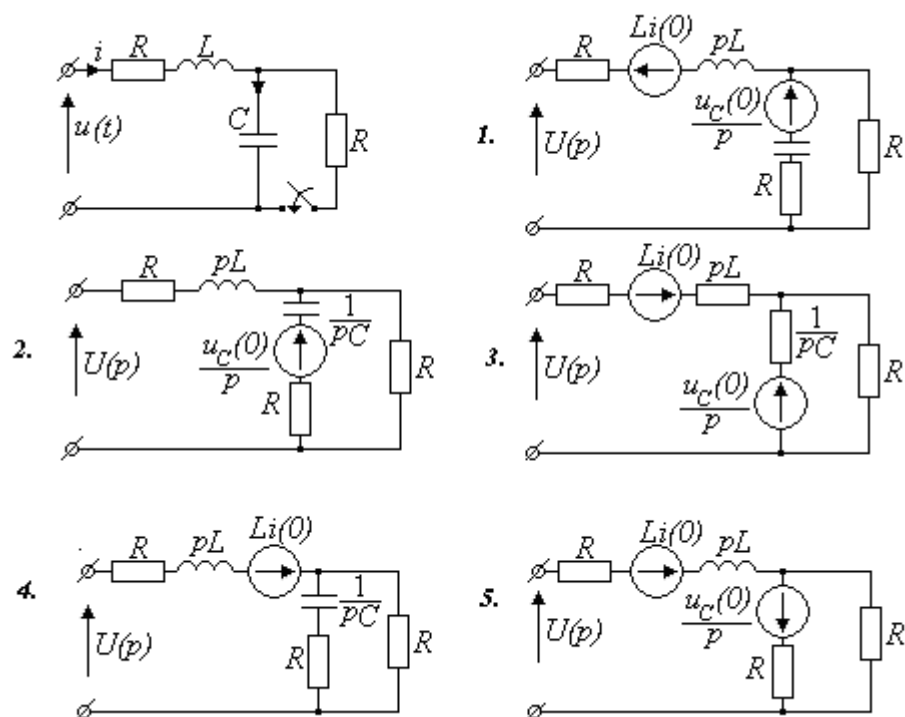 i R L
C
u(t)
R
1.
R Li(0) pL
u_C(0)/p
U(p)
R
R
2.
R pL
1/pC
u_C(0)/p
U(p)
R
R
3.
R Li(0) pL
1/pC
U(p)
R
u_C(0)/p
4.
R pL Li(0)
1/pC
U(p)
R
R
5.
R Li(0) pL
u_C(0)/p
U(p)
R
R